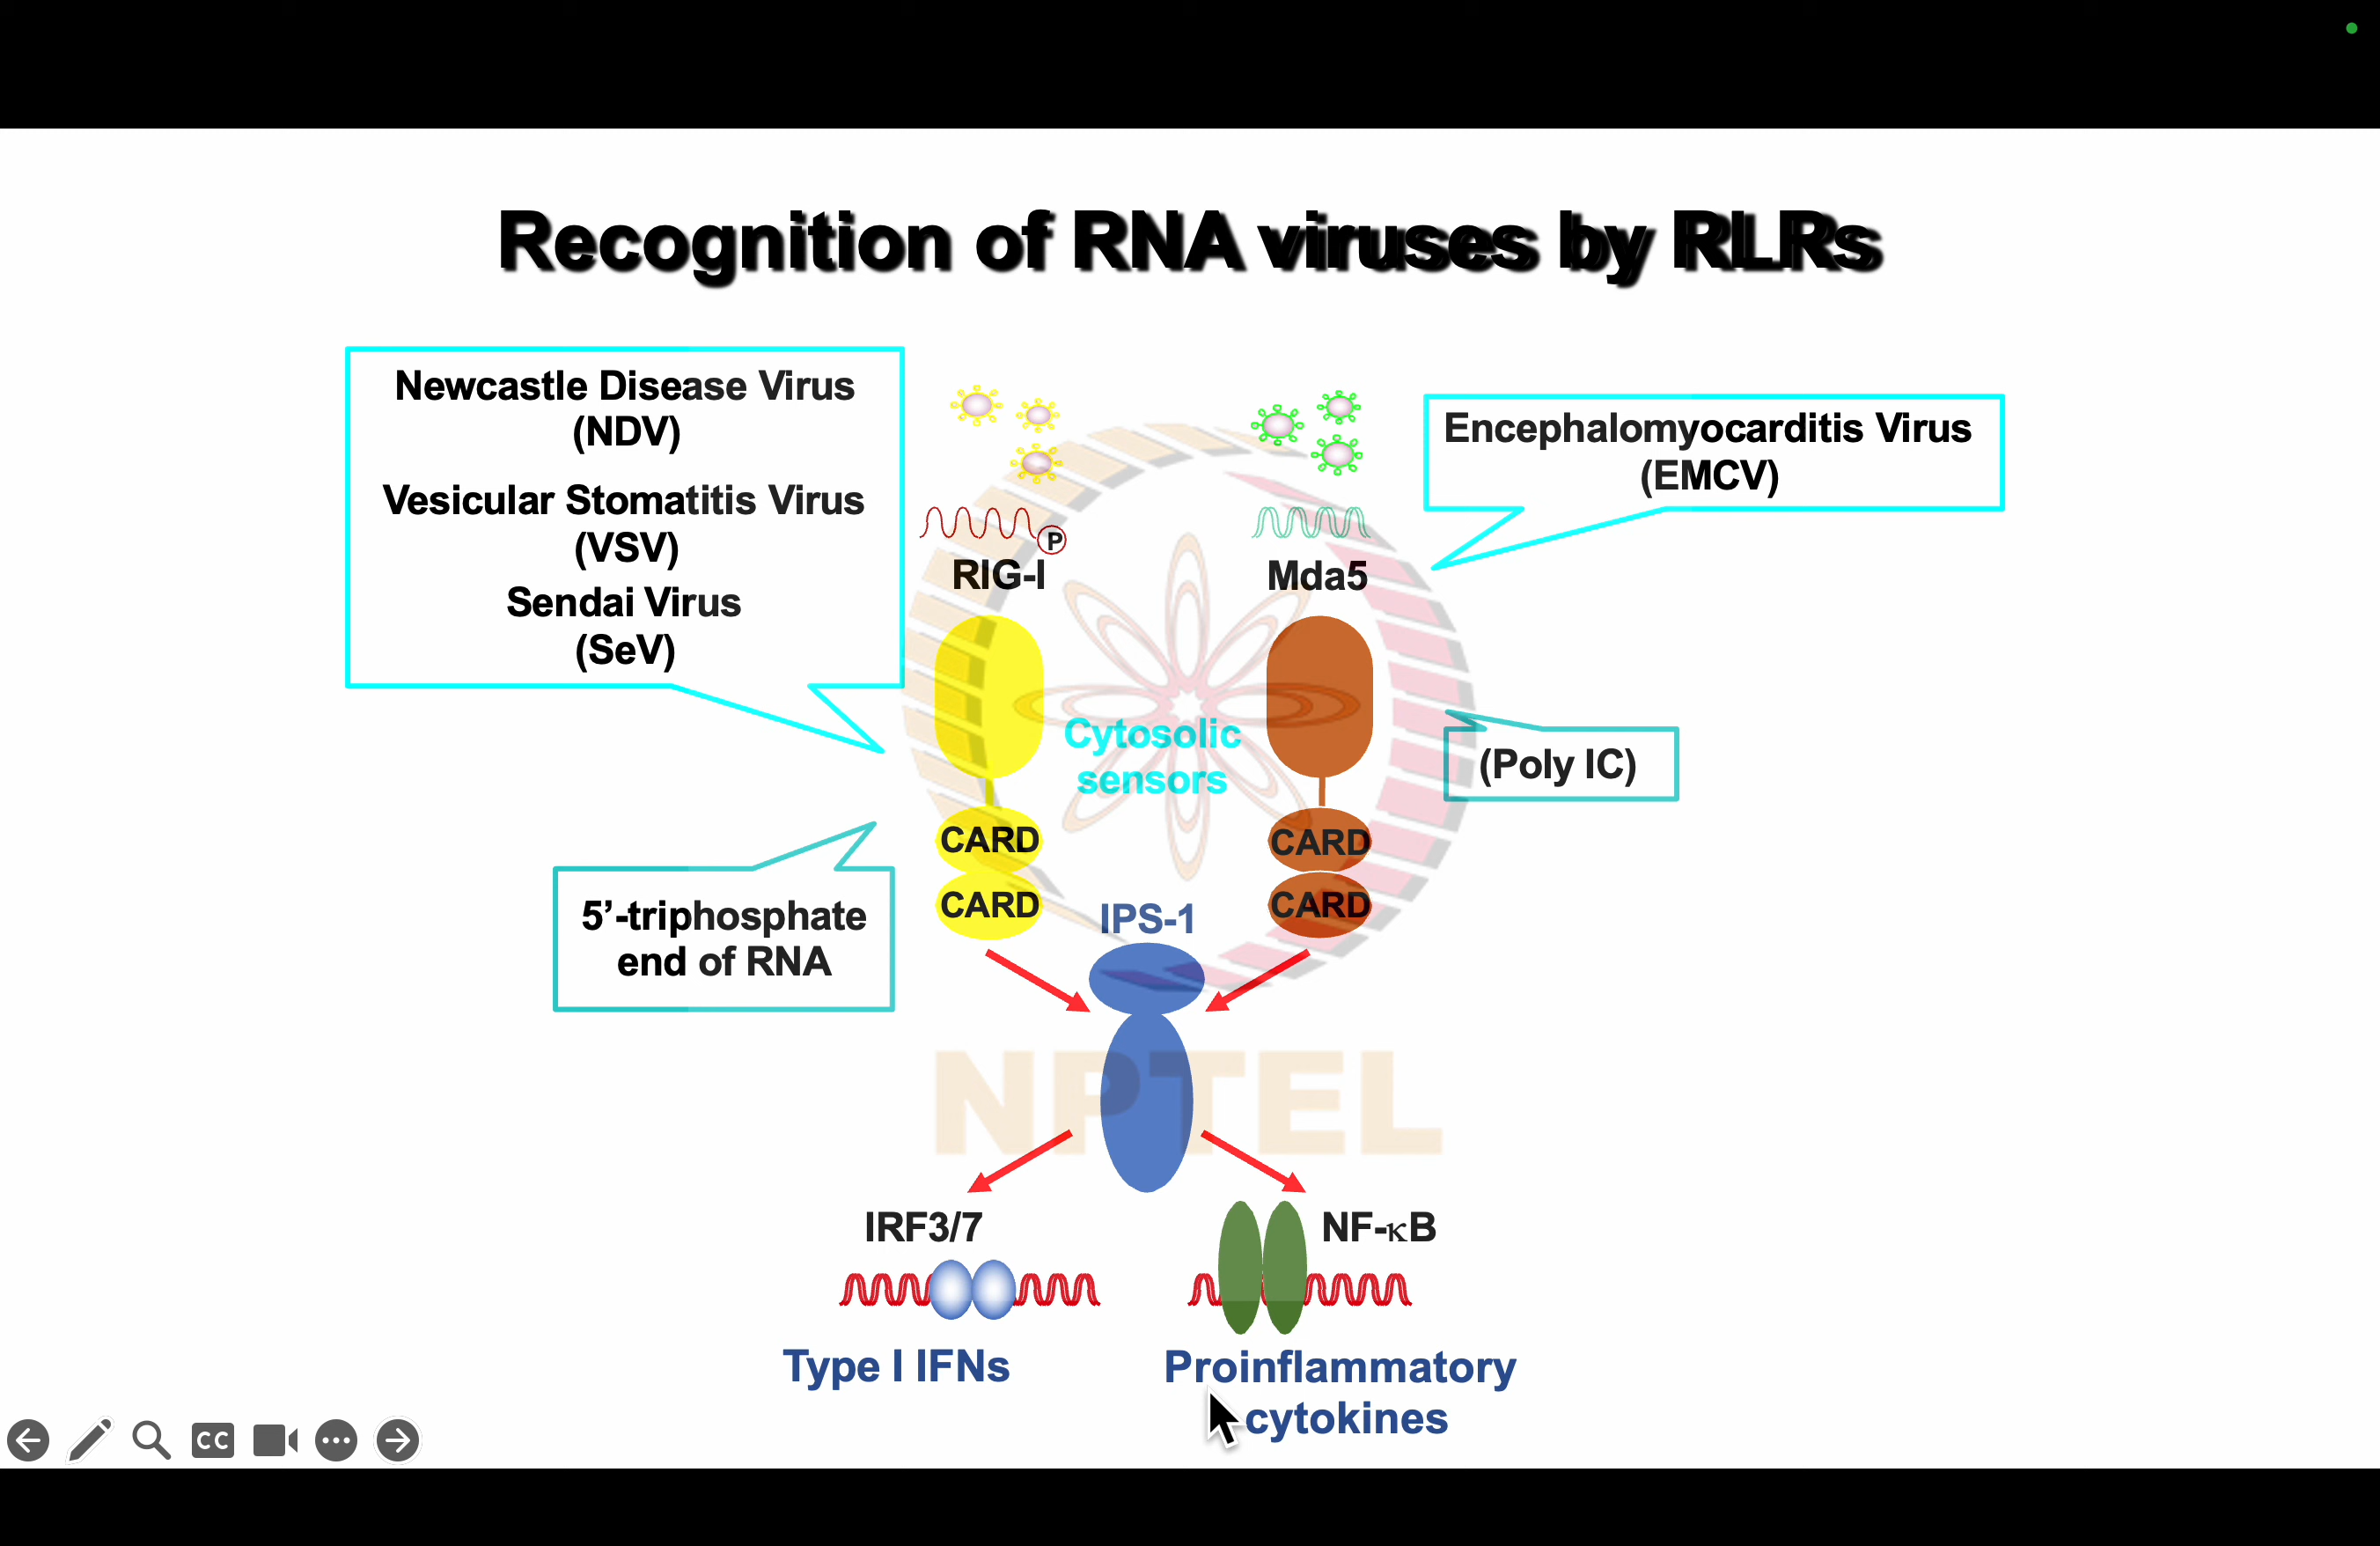 Recognition of RNA viruses by RLRs
Newcastle Disease Virus
(NDV)
Vesicular Stomatitis Virus
(VSV)
Sendai Virus
(SeV)
Encephalomyocarditis Virus
(EMCV)
P
RIG-I
Mda5
Cytosolic
sensors
(Poly IC)
CARD
CARD
CARD
CARD
5’-triphosphate
end of RNA
IPS-1
NPTEL
IRF3/7
NF-κB
Type I IFNs
Proinflammatory
cytokines
CC